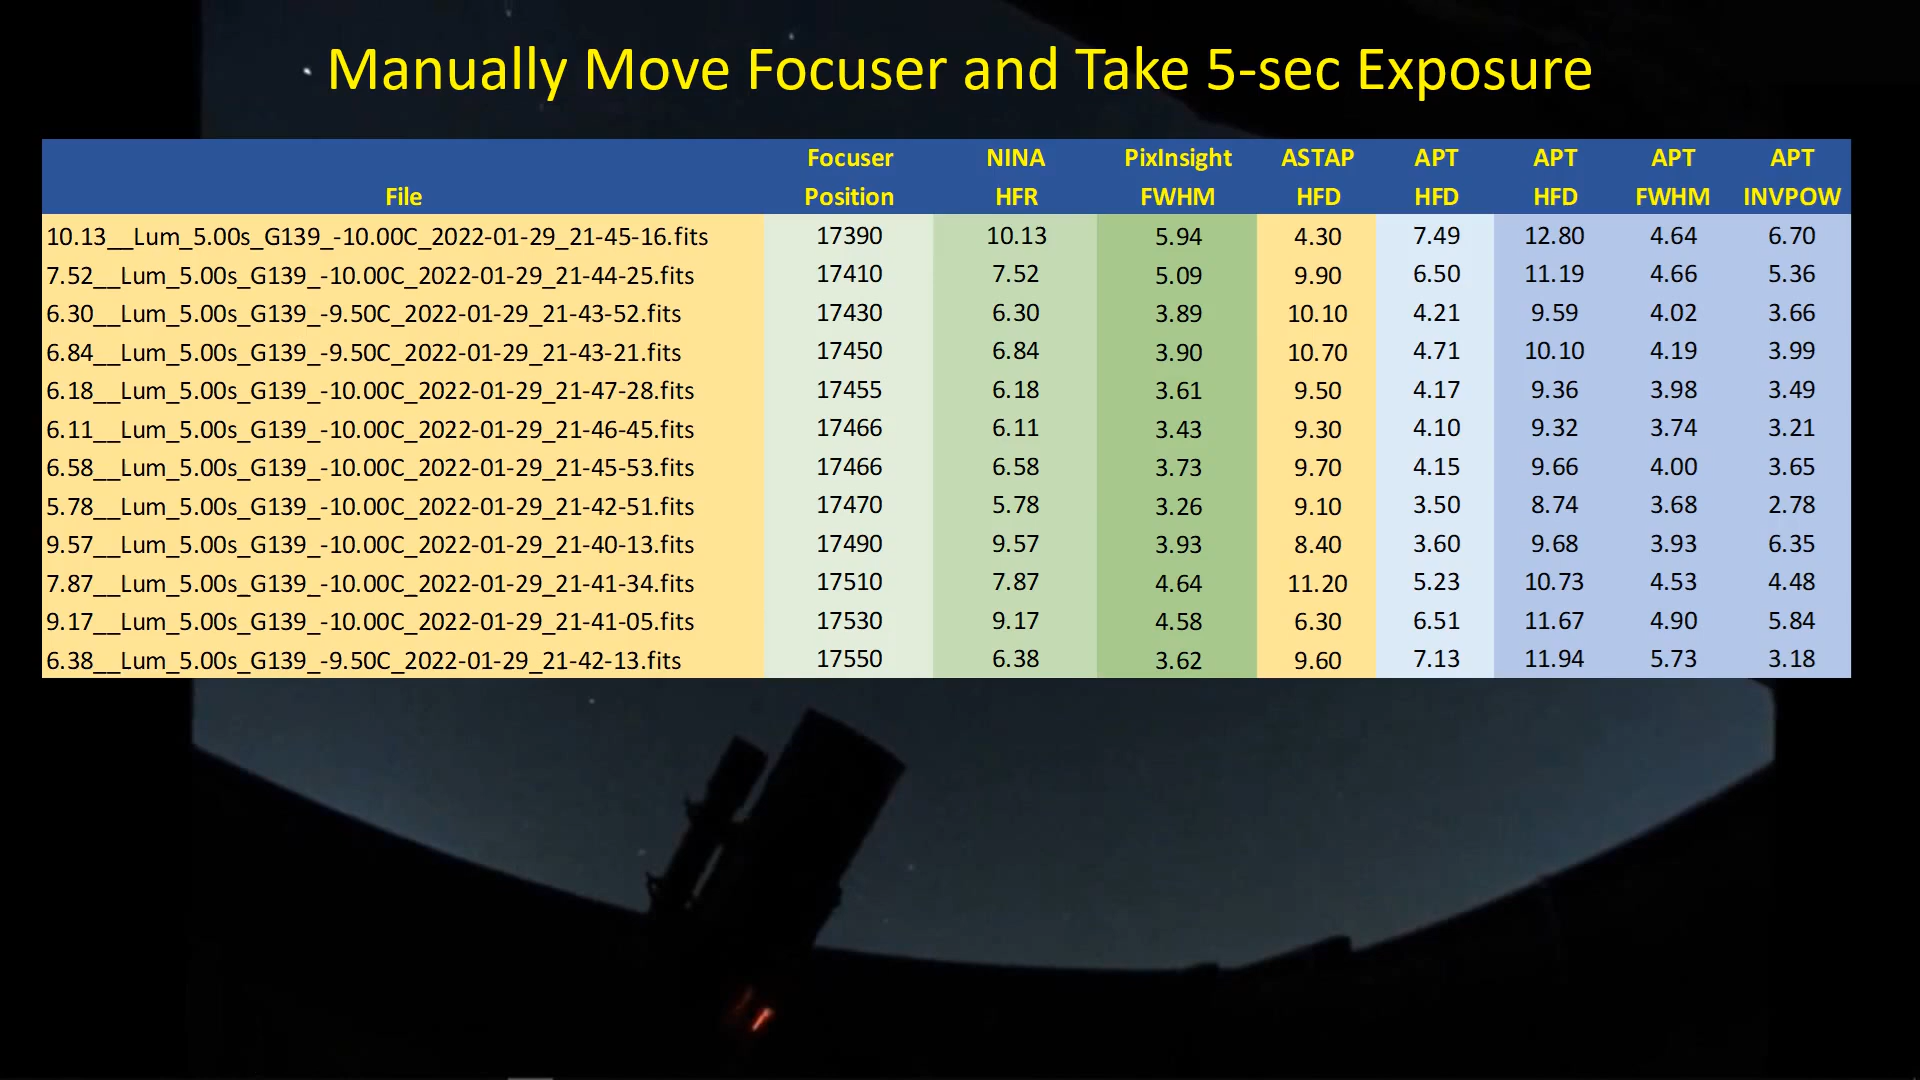 Manually Move Focuser and Take 5-sec Exposure
File Focuser Position NINA HFR PixInsight FWHM ASTAP HFD APT HFD APT HFD APT FWHM APT INVPOW
10.13__Lum_5.00s_G139_-10.00C_2022-01-29_21-45-16.fits 17390 10.13 5.94 4.30 7.49 12.80 4.64 6.70
7.52__Lum_5.00s_G139_-10.00C_2022-01-29_21-44-25.fits 17410 7.52 5.09 9.90 6.50 11.19 4.66 5.36
6.30__Lum_5.00s_G139_-9.50C_2022-01-29_21-43-52.fits 17430 6.30 3.89 10.10 4.21 9.59 4.02 3.66
6.84__Lum_5.00s_G139_-9.50C_2022-01-29_21-43-21.fits 17450 6.84 3.90 10.70 4.71 10.10 4.19 3.99
6.18__Lum_5.00s_G139_-10.00C_2022-01-29_21-47-28.fits 17455 6.18 3.61 9.50 4.17 9.36 3.98 3.49
6.11__Lum_5.00s_G139_-10.00C_2022-01-29_21-46-45.fits 17466 6.11 3.43 9.30 4.10 9.32 3.74 3.21
6.58__Lum_5.00s_G139_-10.00C_2022-01-29_21-45-53.fits 17466 6.58 3.73 9.70 4.15 9.66 4.00 3.65
5.78__Lum_5.00s_G139_-10.00C_2022-01-29_21-42-51.fits 17470 5.78 3.26 9.10 3.50 8.74 3.68 2.78
9.57__Lum_5.00s_G139_-10.00C_2022-01-29_21-40-13.fits 17490 9.57 3.93 8.40 3.60 9.68 3.93 6.35
7.87__Lum_5.00s_G139_-10.00C_2022-01-29_21-41-34.fits 17510 7.87 4.64 11.20 5.23 10.73 4.53 4.48
9.17__Lum_5.00s_G139_-10.00C_2022-01-29_21-41-05.fits 17530 9.17 4.58 6.30 6.51 11.67 4.90 5.84
6.38__Lum_5.00s_G139_-9.50C_2022-01-29_21-42-13.fits 17550 6.38 3.62 9.60 7.13 11.94 5.73 3.18